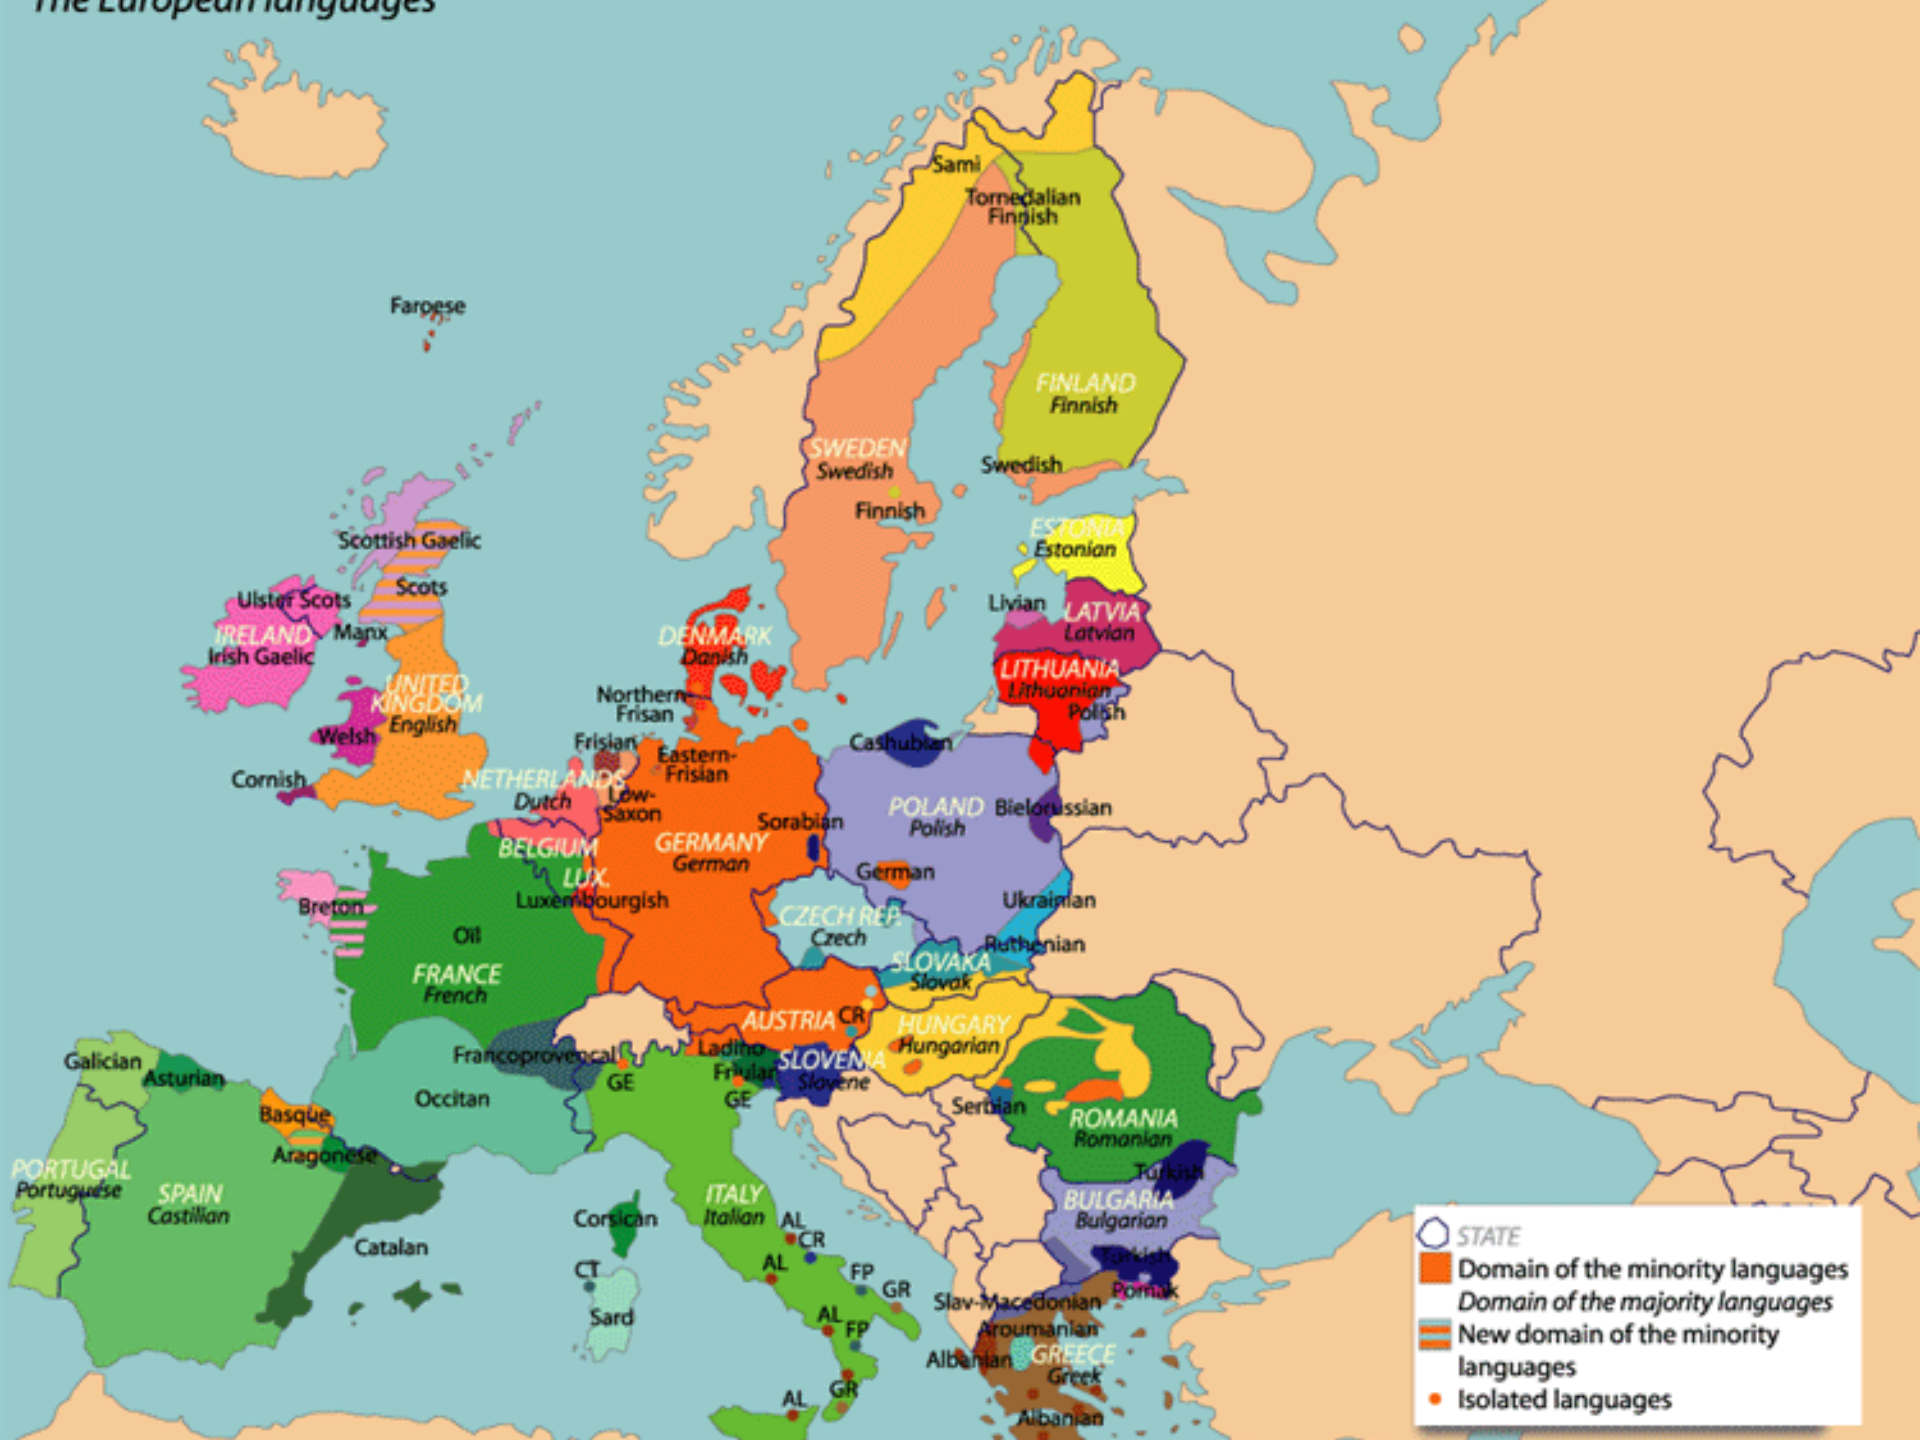 The European languages
Sami
Tornedalian
Finnish
Faroese
FINLAND
Finnish
SWEDEN
Swedish
Swedish
Finnish
ESTONIA
Estonian
Scottish Gaelic
Scots
Ulster Scots
Livian
LATVIA
Latvian
IRELAND
Irish Gaelic
Manx
DENMARK
Danish
LITHUANIA
Lithuanian
Polish
UNITED
KINGDOM
English
Northern-
Frisan
Welsh
Frisian
Eastern-
Frisian
Cashubian
Cornish
NETHERLANDS
Dutch
Low-
Saxon
Sorabian
POLAND
Polish
Bielorussian
BELGIUM
GERMANY
German
LUX.
Luxembourgish
German
Ukrainian
Breton
CZECH REP.
Czech
Oïl
Ruthenian
FRANCE
French
SLOVAKA
Slovak
AUSTRIA
CR
HUNGARY
Hungarian
Galician
Asturian
Francoprovencal
GE
Ladino
Friulan
GE
SLOVENIA
Slovene
Occitan
Basque
Serbian
ROMANIA
Romanian
Aragonese
PORTUGAL
Portuguese
SPAIN
Castilian
Turkish
ITALY
Italian
BULGARIA
Bulgarian
Corsican
AL
CR
Catalan
CT
AL
FP
GR
Turkish
Pomak
Sard
AL
FP
Slav-Macedonian
Aroumanian
Albanian
GREECE
Greek
GR
AL
Albanian
STATE
Domain of the minority languages
Domain of the majority languages
New domain of the minority
languages
Isolated languages